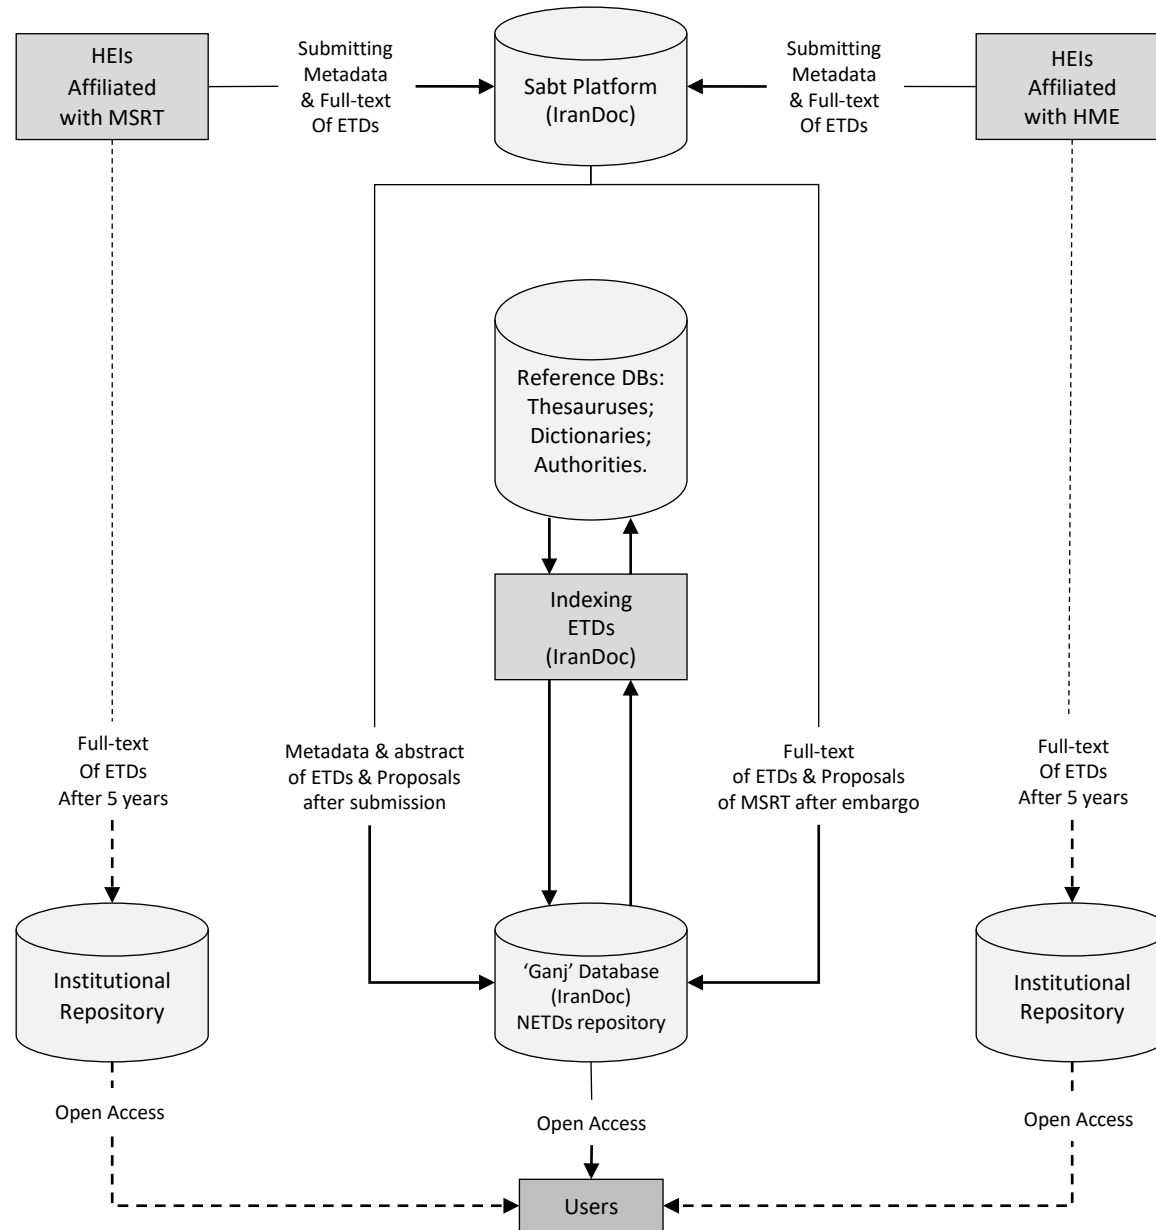 HEIs
Affiliated
with MSRT
Submitting
Metadata
& Full-text
Of ETDs
Sabt Platform
(IranDoc)
Submitting
Metadata
& Full-text
Of ETDs
HEIs
Affiliated
with HME
Reference DBs:
Thesauruses;
Dictionaries;
Authorities.
Indexing
ETDs
(IranDoc)
Full-text
Of ETDs
After 5 years
Metadata & abstract
of ETDs & Proposals
after submission
Full-text
of ETDs & Proposals
of MSRT after embargo
Full-text
Of ETDs
After 5 years
Institutional
Repository
‘Ganj’ Database
(IranDoc)
NETDs repository
Institutional
Repository
Open Access
Open Access
Open Access
Users